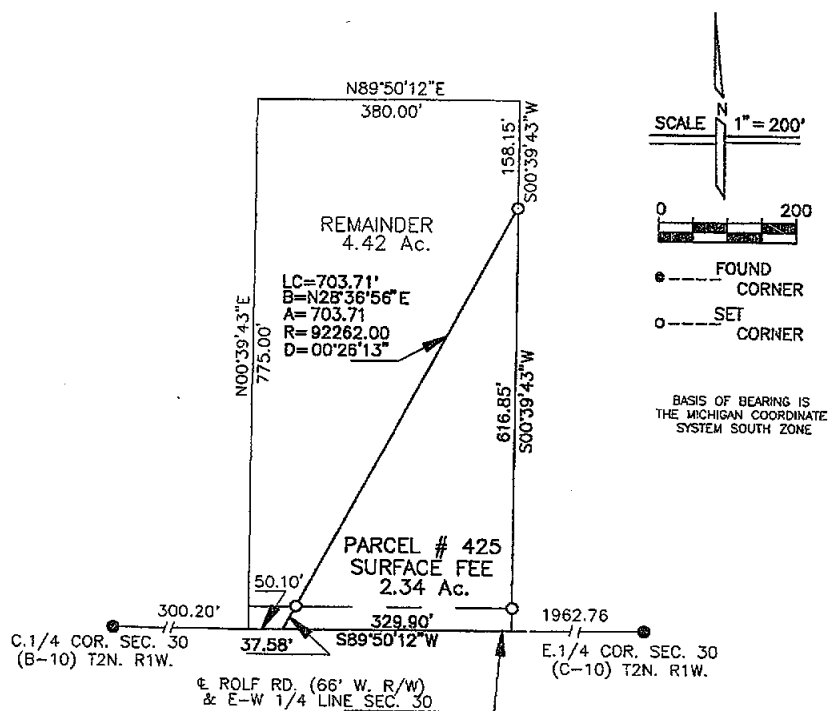 N89°50'12"E
380.00'
N
SCALE 1"=200'
158.15'
S00°39'43"W
0 200
REMAINDER
4.42 Ac.
FOUND
CORNER
SET
CORNER
LC=703.71'
B=N28°36'56"E
A=703.71
R=92262.00
D=00°26'13"
N00°39'43"E
775.00'
616.85'
S00°39'43"W
BASIS OF BEARING IS
THE MICHIGAN COORDINATE
SYSTEM SOUTH ZONE
PARCEL # 425
SURFACE FEE
2.34 Ac.
50.10'
300.20'
329.90'
1962.76
C.1/4 COR. SEC. 30
(B-10) T2N. R1W.
37.58'
S89°50'12"W
E.1/4 COR. SEC. 30
(C-10) T2N. R1W.
℄ ROLF RD. (66' W. R/W)
& E-W 1/4 LINE SEC. 30